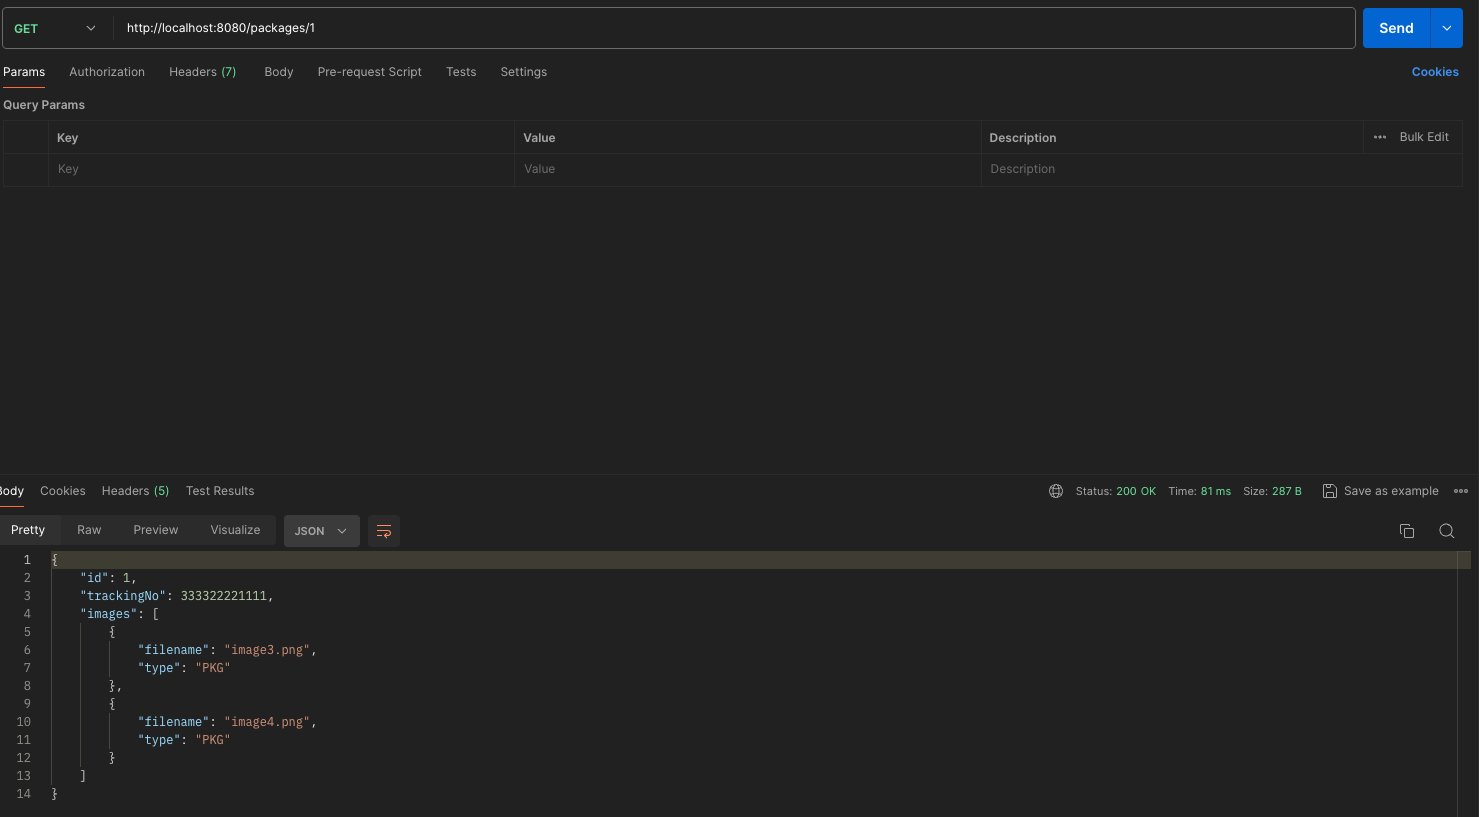 GET http://localhost:8080/packages/1 Send
Params Authorization Headers (7) Body Pre-request Script Tests Settings Cookies
Query Params
Key Value Description ••• Bulk Edit
Key Value Description
Body Cookies Headers (5) Test Results Status: 200 OK Time: 81 ms Size: 287 B Save as example •••
Pretty Raw Preview Visualize JSON
1 {
2 "id": 1,
3 "trackingNo": 333322221111,
4 "images": [
5 {
6 "filename": "image3.png",
7 "type": "PKG"
8 },
9 {
10 "filename": "image4.png",
11 "type": "PKG"
12 }
13 ]
14 }